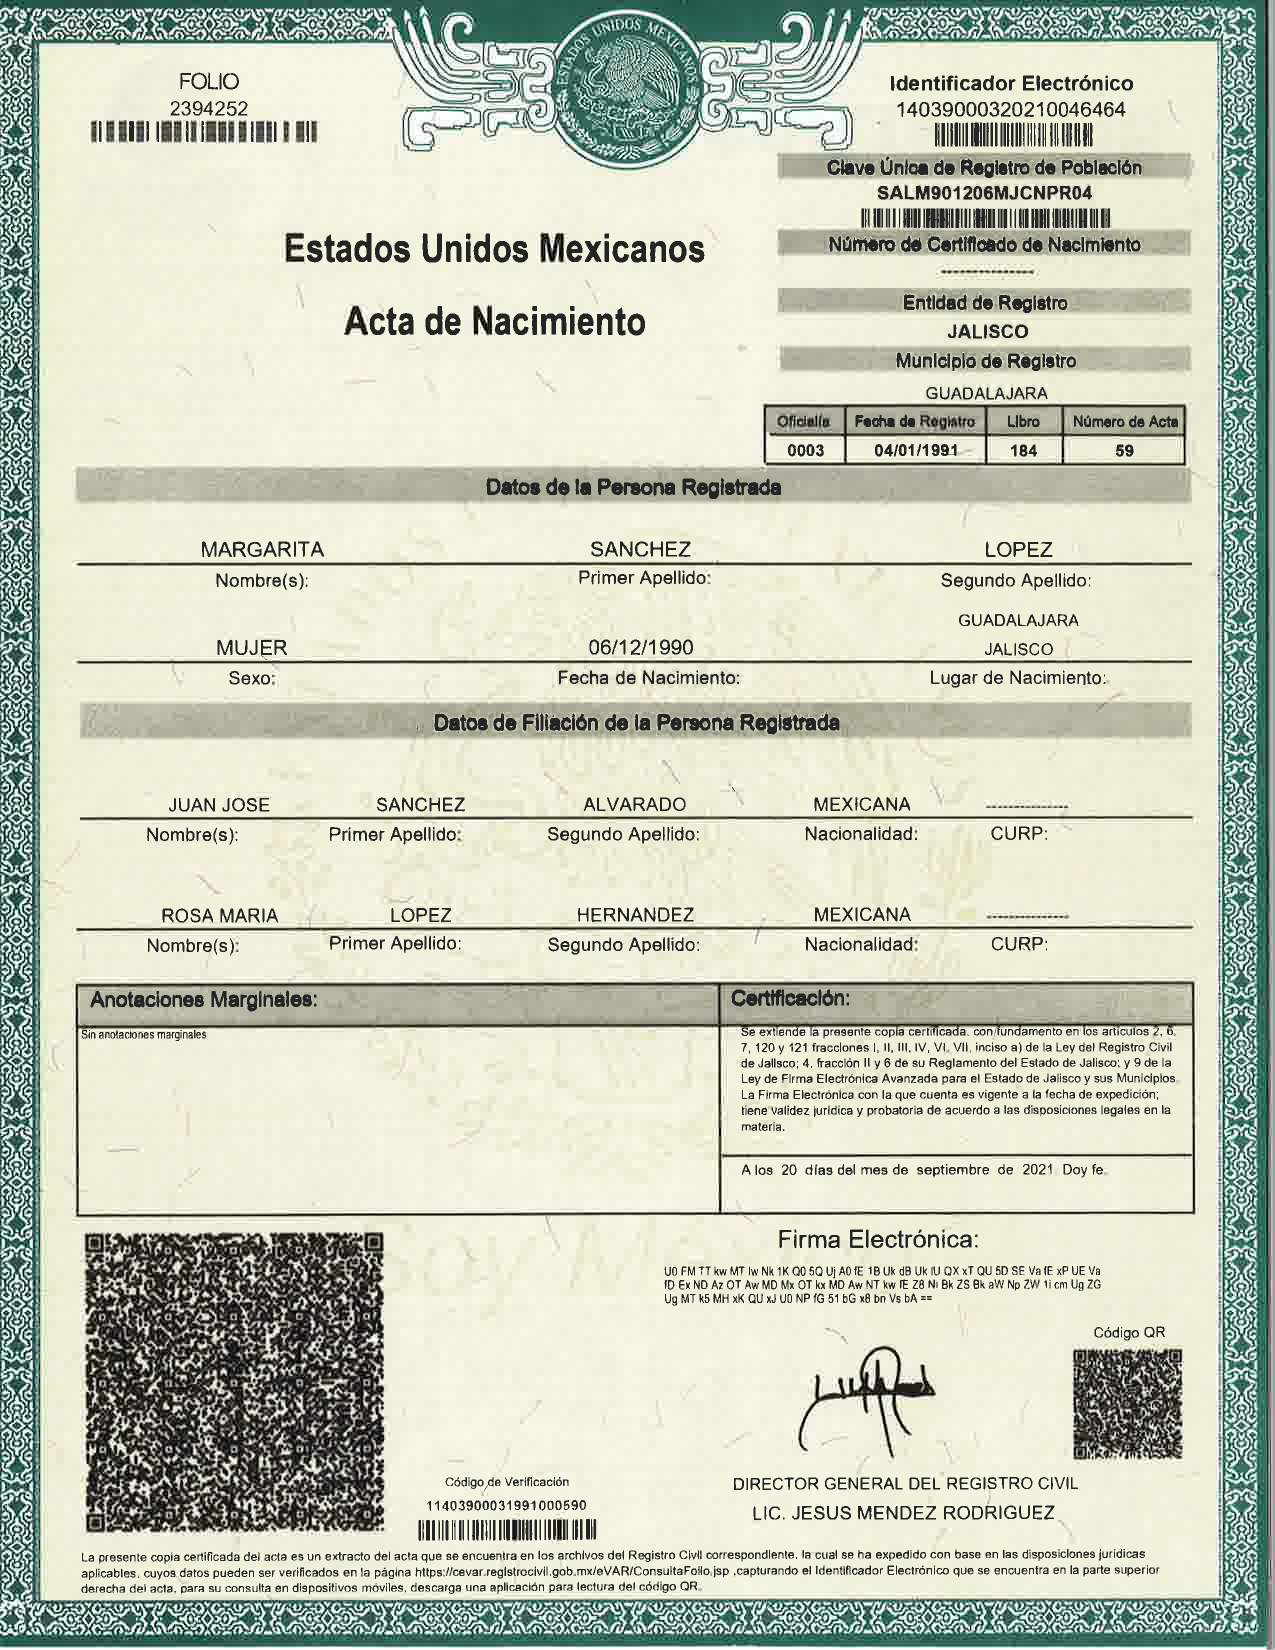 ESTADOS UNIDOS MEXICANOS
FOLIO
2394252
Identificador Electrónico
14039000320210046464
Clave Única de Registro de Población
SALM901206MJCNPR04
Número de Certificado de Nacimiento
---------------
Entidad de Registro
JALISCO
Municipio de Registro
GUADALAJARA
Estados Unidos Mexicanos
Acta de Nacimiento
Oficialía Fecha de Registro Libro Número de Acta
0003 04/01/1991 184 59
Datos de la Persona Registrada
MARGARITA SANCHEZ LOPEZ
Nombre(s): Primer Apellido: Segundo Apellido:
GUADALAJARA
MUJER 06/12/1990 JALISCO
Sexo: Fecha de Nacimiento: Lugar de Nacimiento:
Datos de Filiación de la Persona Registrada
JUAN JOSE SANCHEZ ALVARADO MEXICANA ---------------
Nombre(s): Primer Apellido: Segundo Apellido: Nacionalidad: CURP:
ROSA MARIA LOPEZ HERNANDEZ MEXICANA ---------------
Nombre(s): Primer Apellido: Segundo Apellido: Nacionalidad: CURP:
Anotaciones Marginales:
Sin anotaciones marginales
Certificación:
Se extiende la presente copia certificada, con fundamento en los artículos 2, 6,
7, 120 y 121 fracciones I, II, III, IV, VI, VII, inciso a) de la Ley del Registro Civil
de Jalisco; 4, fracción II y 6 de su Reglamento del Estado de Jalisco; y 9 de la
Ley de Firma Electrónica Avanzada para el Estado de Jalisco y sus Municipios.
La Firma Electrónica con la que cuenta es vigente a la fecha de expedición;
tiene validez jurídica y probatoria de acuerdo a las disposiciones legales en la
materia.
A los 20 días del mes de septiembre de 2021 Doy fe.
Firma Electrónica:
U0 FM TT kw MT Iw Nk 1K Q0 5Q Uj A0 fE 1B Uk dB Uk lU QX xT QU 5D SE Va fE xP UE Va
fD Ex ND Az OT Aw MD Mx OT kx MD Aw NT kw fE Z8 Ni Bk ZS Bk aW Np ZW 1i cm Ug ZG
Ug MT k5 MH xK QU xJ U0 NP fG 51 bG x8 bn Vs bA ==
Código QR
Código de Verificación
11403900031991000590
DIRECTOR GENERAL DEL REGISTRO CIVIL
LIC. JESUS MENDEZ RODRIGUEZ
La presente copia certificada del acta es un extracto del acta que se encuentra en los archivos del Registro Civil correspondiente, la cual se ha expedido con base en las disposiciones jurídicas
aplicables, cuyos datos pueden ser verificados en la página https://cevar.registrocivil.gob.mx/eVAR/ConsultaFolio.jsp ,capturando el Identificador Electrónico que se encuentra en la parte superior
derecha del acta, para su consulta en dispositivos móviles, descarga una aplicación para lectura del código QR.